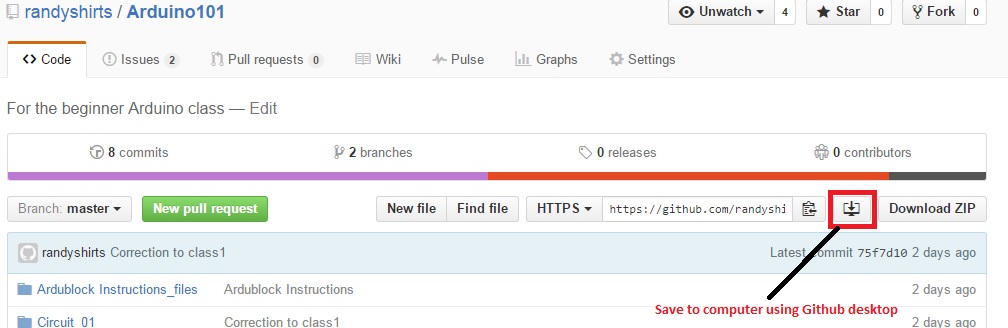 randyshirts / Arduino101
Unwatch 4 Star 0 Fork 0
Code Issues 2 Pull requests 0 Wiki Pulse Graphs Settings
For the beginner Arduino class — Edit
8 commits 2 branches 0 releases 0 contributors
Branch: master New pull request New file Find file HTTPS https://github.com/randyshi Download ZIP
randyshirts Correction to class1 Latest commit 75f7d10 2 days ago
Ardublock Instructions_files Ardublock Instructions 2 days ago
Circuit_01 Correction to class1 2 days ago
Save to computer using Github desktop